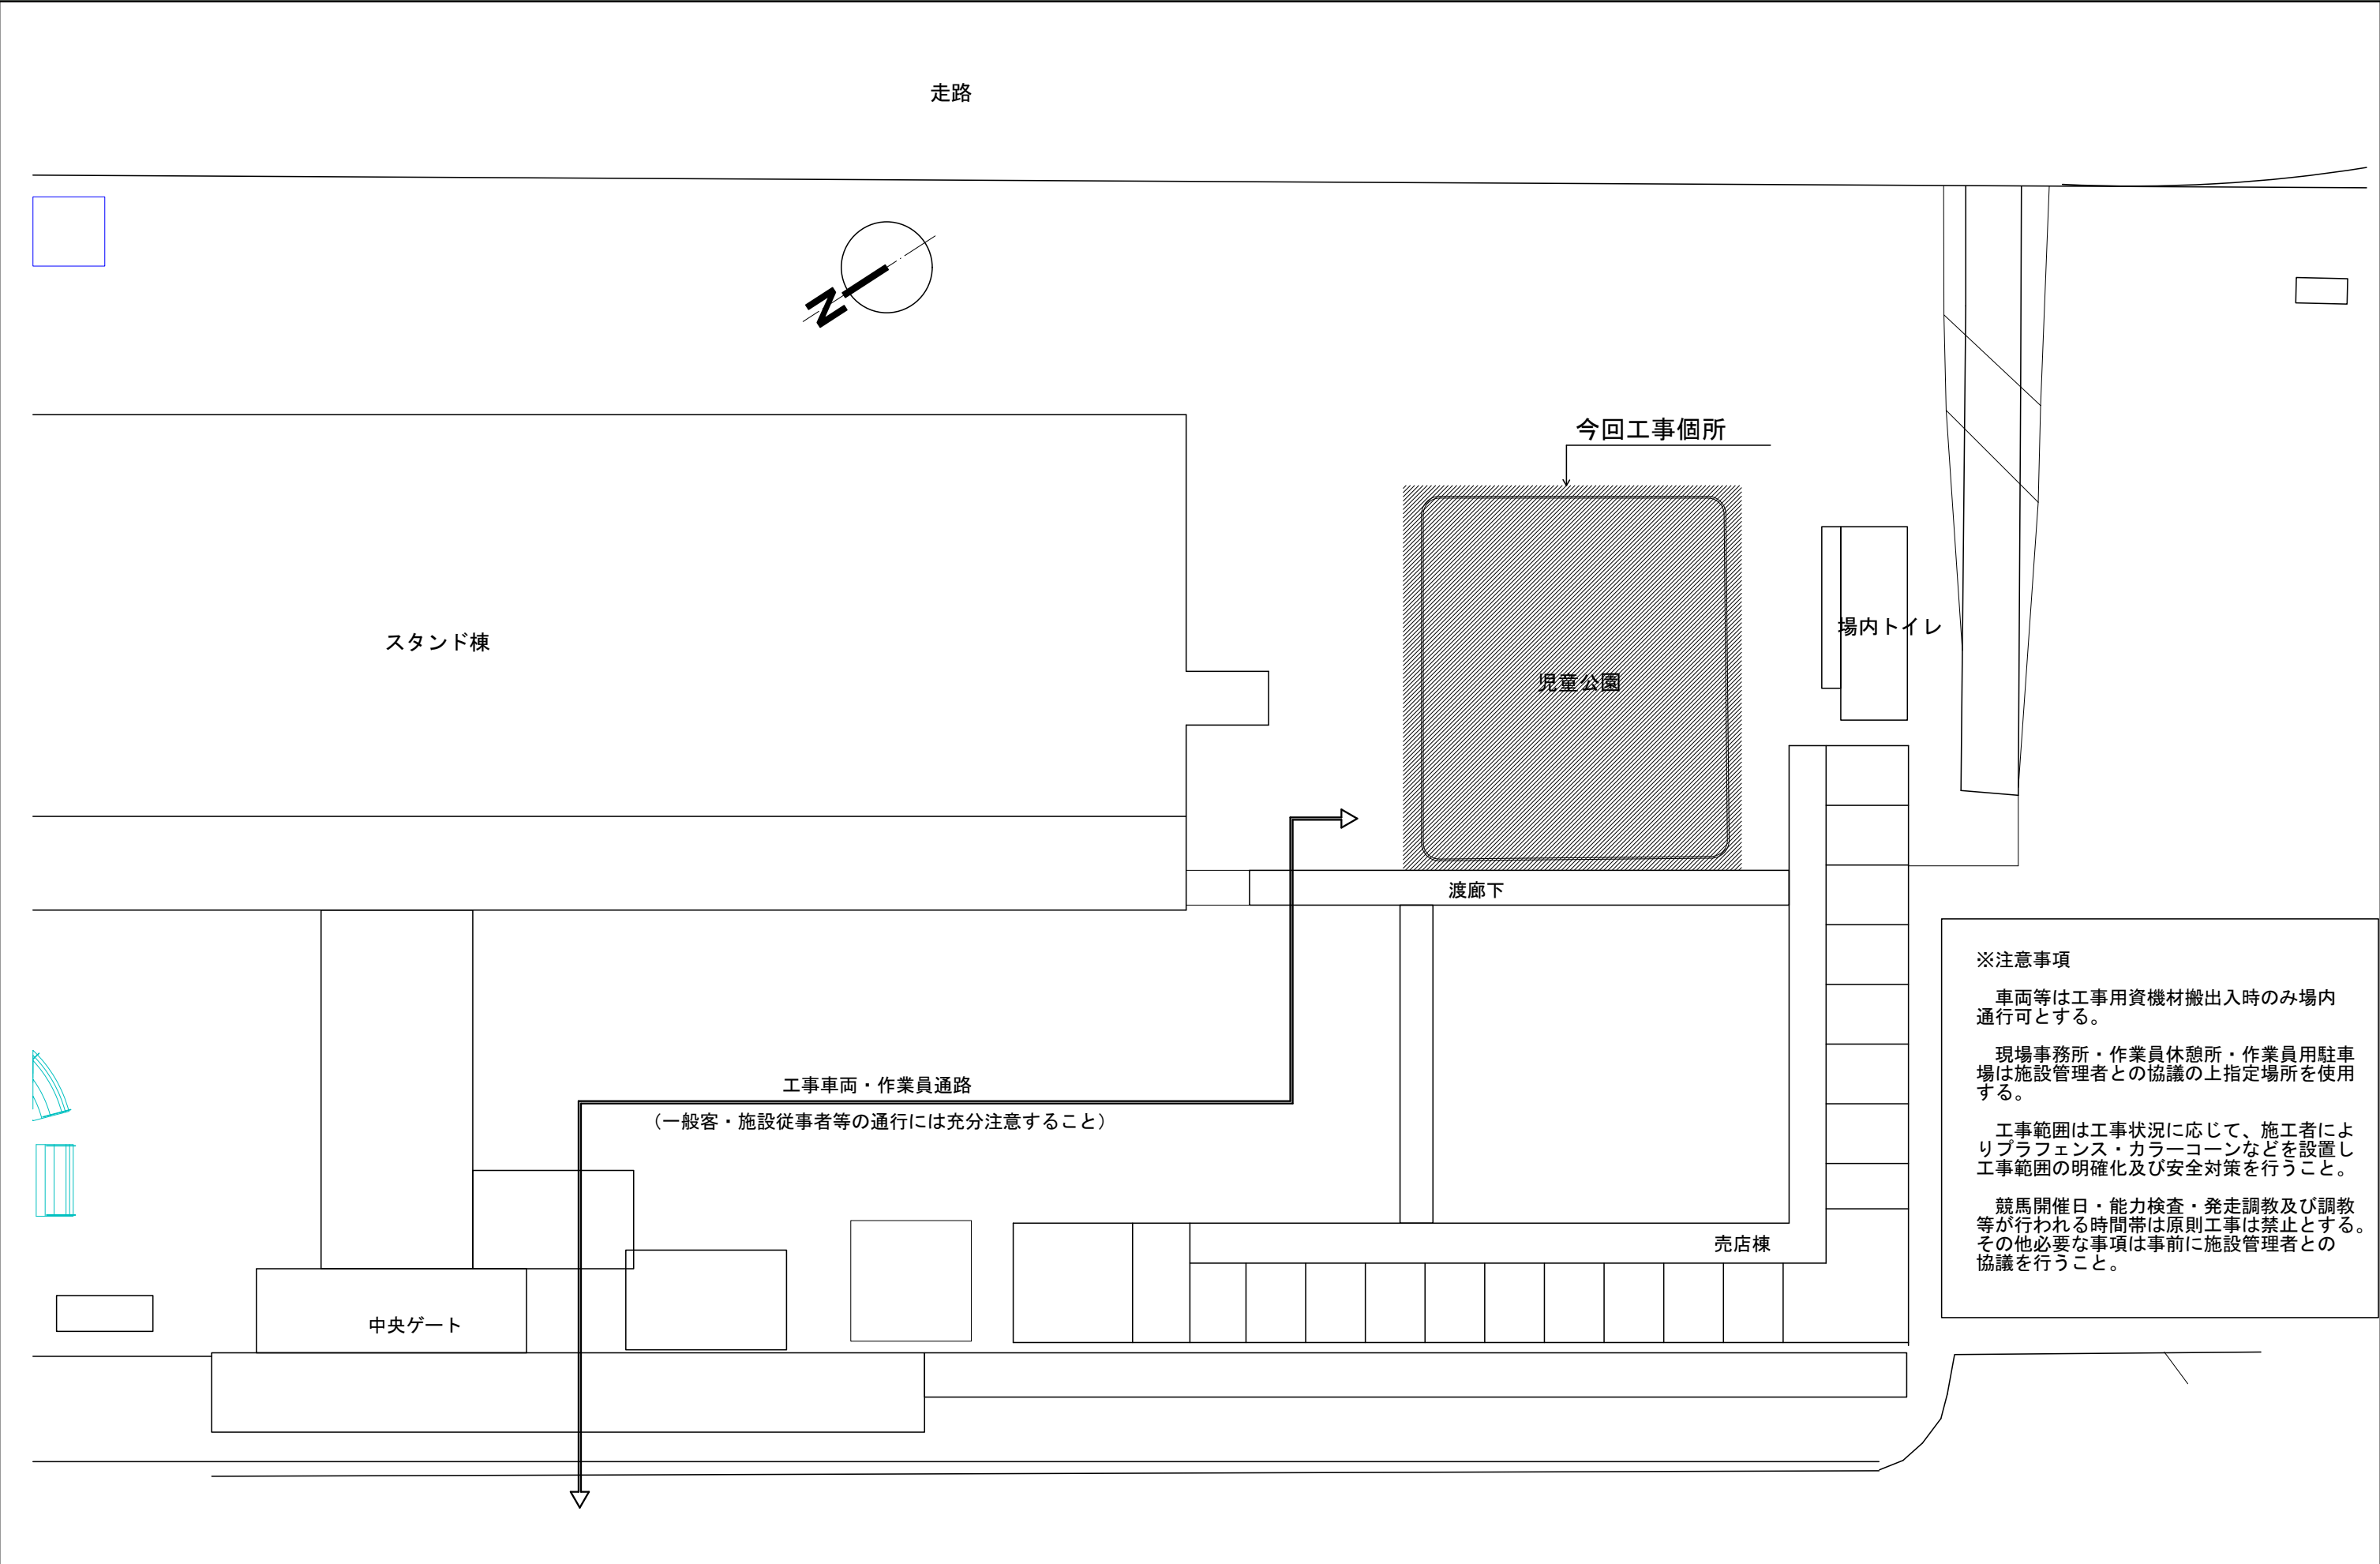 走路
N
今回工事個所
スタンド棟
場内トイレ
児童公園
渡廊下
※注意事項
　車両等は工事用資機材搬出入時のみ場内
通行可とする。
　現場事務所・作業員休憩所・作業員用駐車
場は施設管理者との協議の上指定場所を使用
する。
　工事範囲は工事状況に応じて、施工者によ
りプラフェンス・カラーコーンなどを設置し
工事範囲の明確化及び安全対策を行うこと。
　競馬開催日・能力検査・発走調教及び調教
等が行われる時間帯は原則工事は禁止とする。
その他必要な事項は事前に施設管理者との
協議を行うこと。
工事車両・作業員通路
（一般客・施設従事者等の通行には充分注意すること）
売店棟
中央ゲート